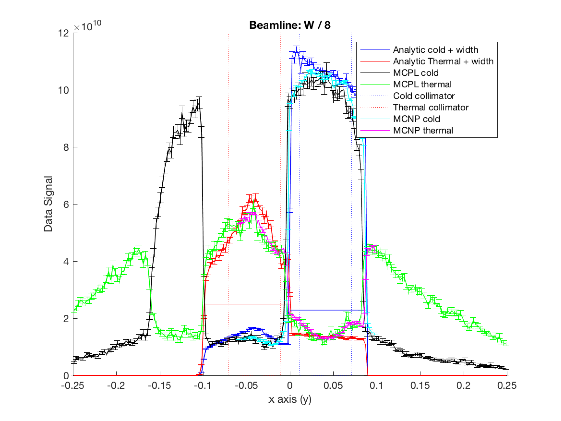 Beamline: W / 8
×10^10
12
10
8
6
4
2
0
-0.25 -0.2 -0.15 -0.1 -0.05 0 0.05 0.1 0.15 0.2 0.25
x axis (y)
Data Signal
Analytic cold + width
Analytic Thermal + width
MCPL cold
MCPL thermal
Cold collimator
Thermal collimator
MCNP cold
MCNP thermal